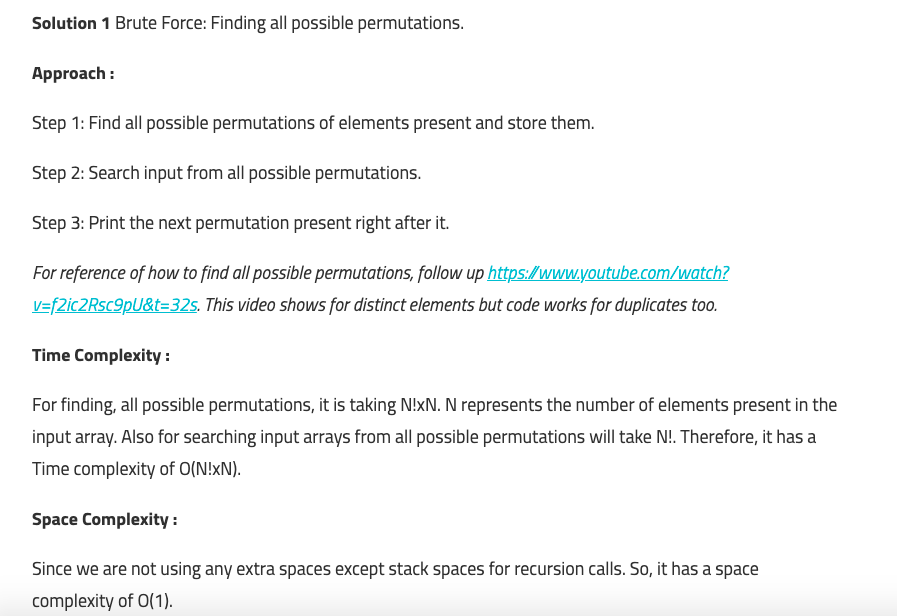 Solution 1 Brute Force: Finding all possible permutations.
Approach :
Step 1: Find all possible permutations of elements present and store them.
Step 2: Search input from all possible permutations.
Step 3: Print the next permutation present right after it.
For reference of how to find all possible permutations, follow up https://www.youtube.com/watch?
v=f2ic2Rsc9pU&t=32s. This video shows for distinct elements but code works for duplicates too.
Time Complexity :
For finding, all possible permutations, it is taking N!xN. N represents the number of elements present in the
input array. Also for searching input arrays from all possible permutations will take N!. Therefore, it has a
Time complexity of O(N!xN).
Space Complexity :
Since we are not using any extra spaces except stack spaces for recursion calls. So, it has a space
complexity of O(1).